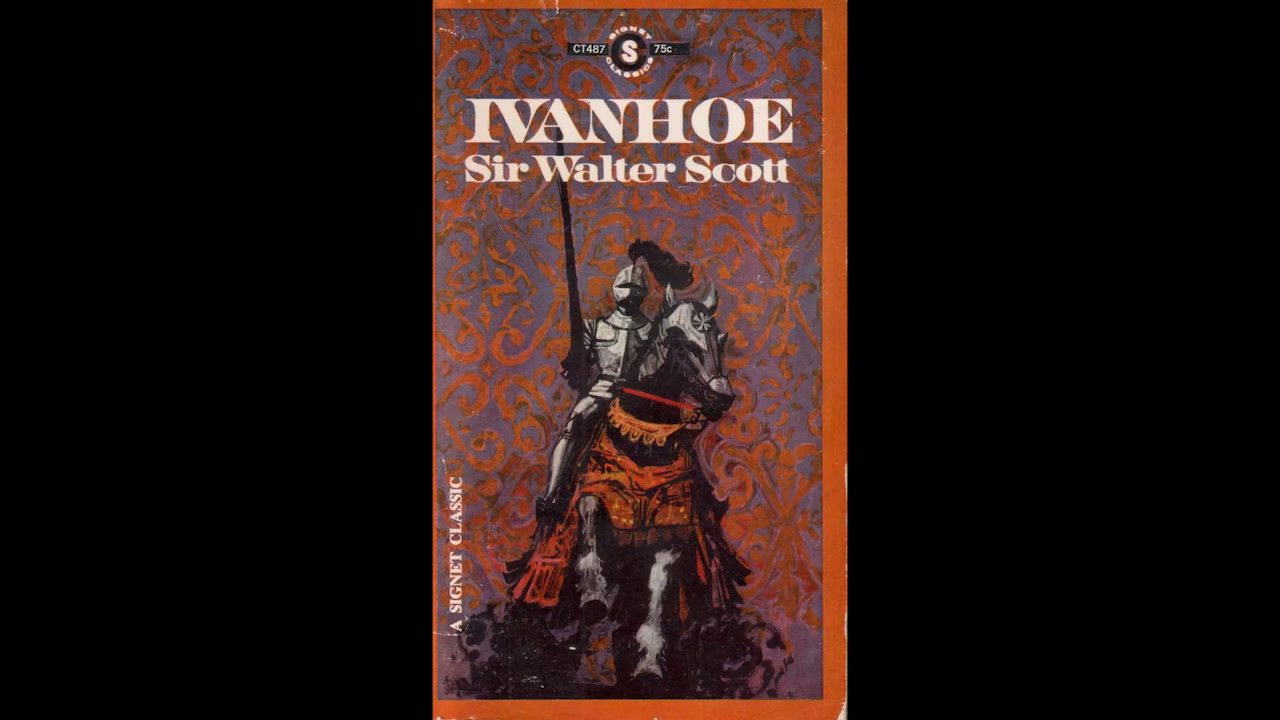 SIGNET
CT487 S 75c
CLASSICS
IVANHOE
Sir Walter Scott
A SIGNET CLASSIC